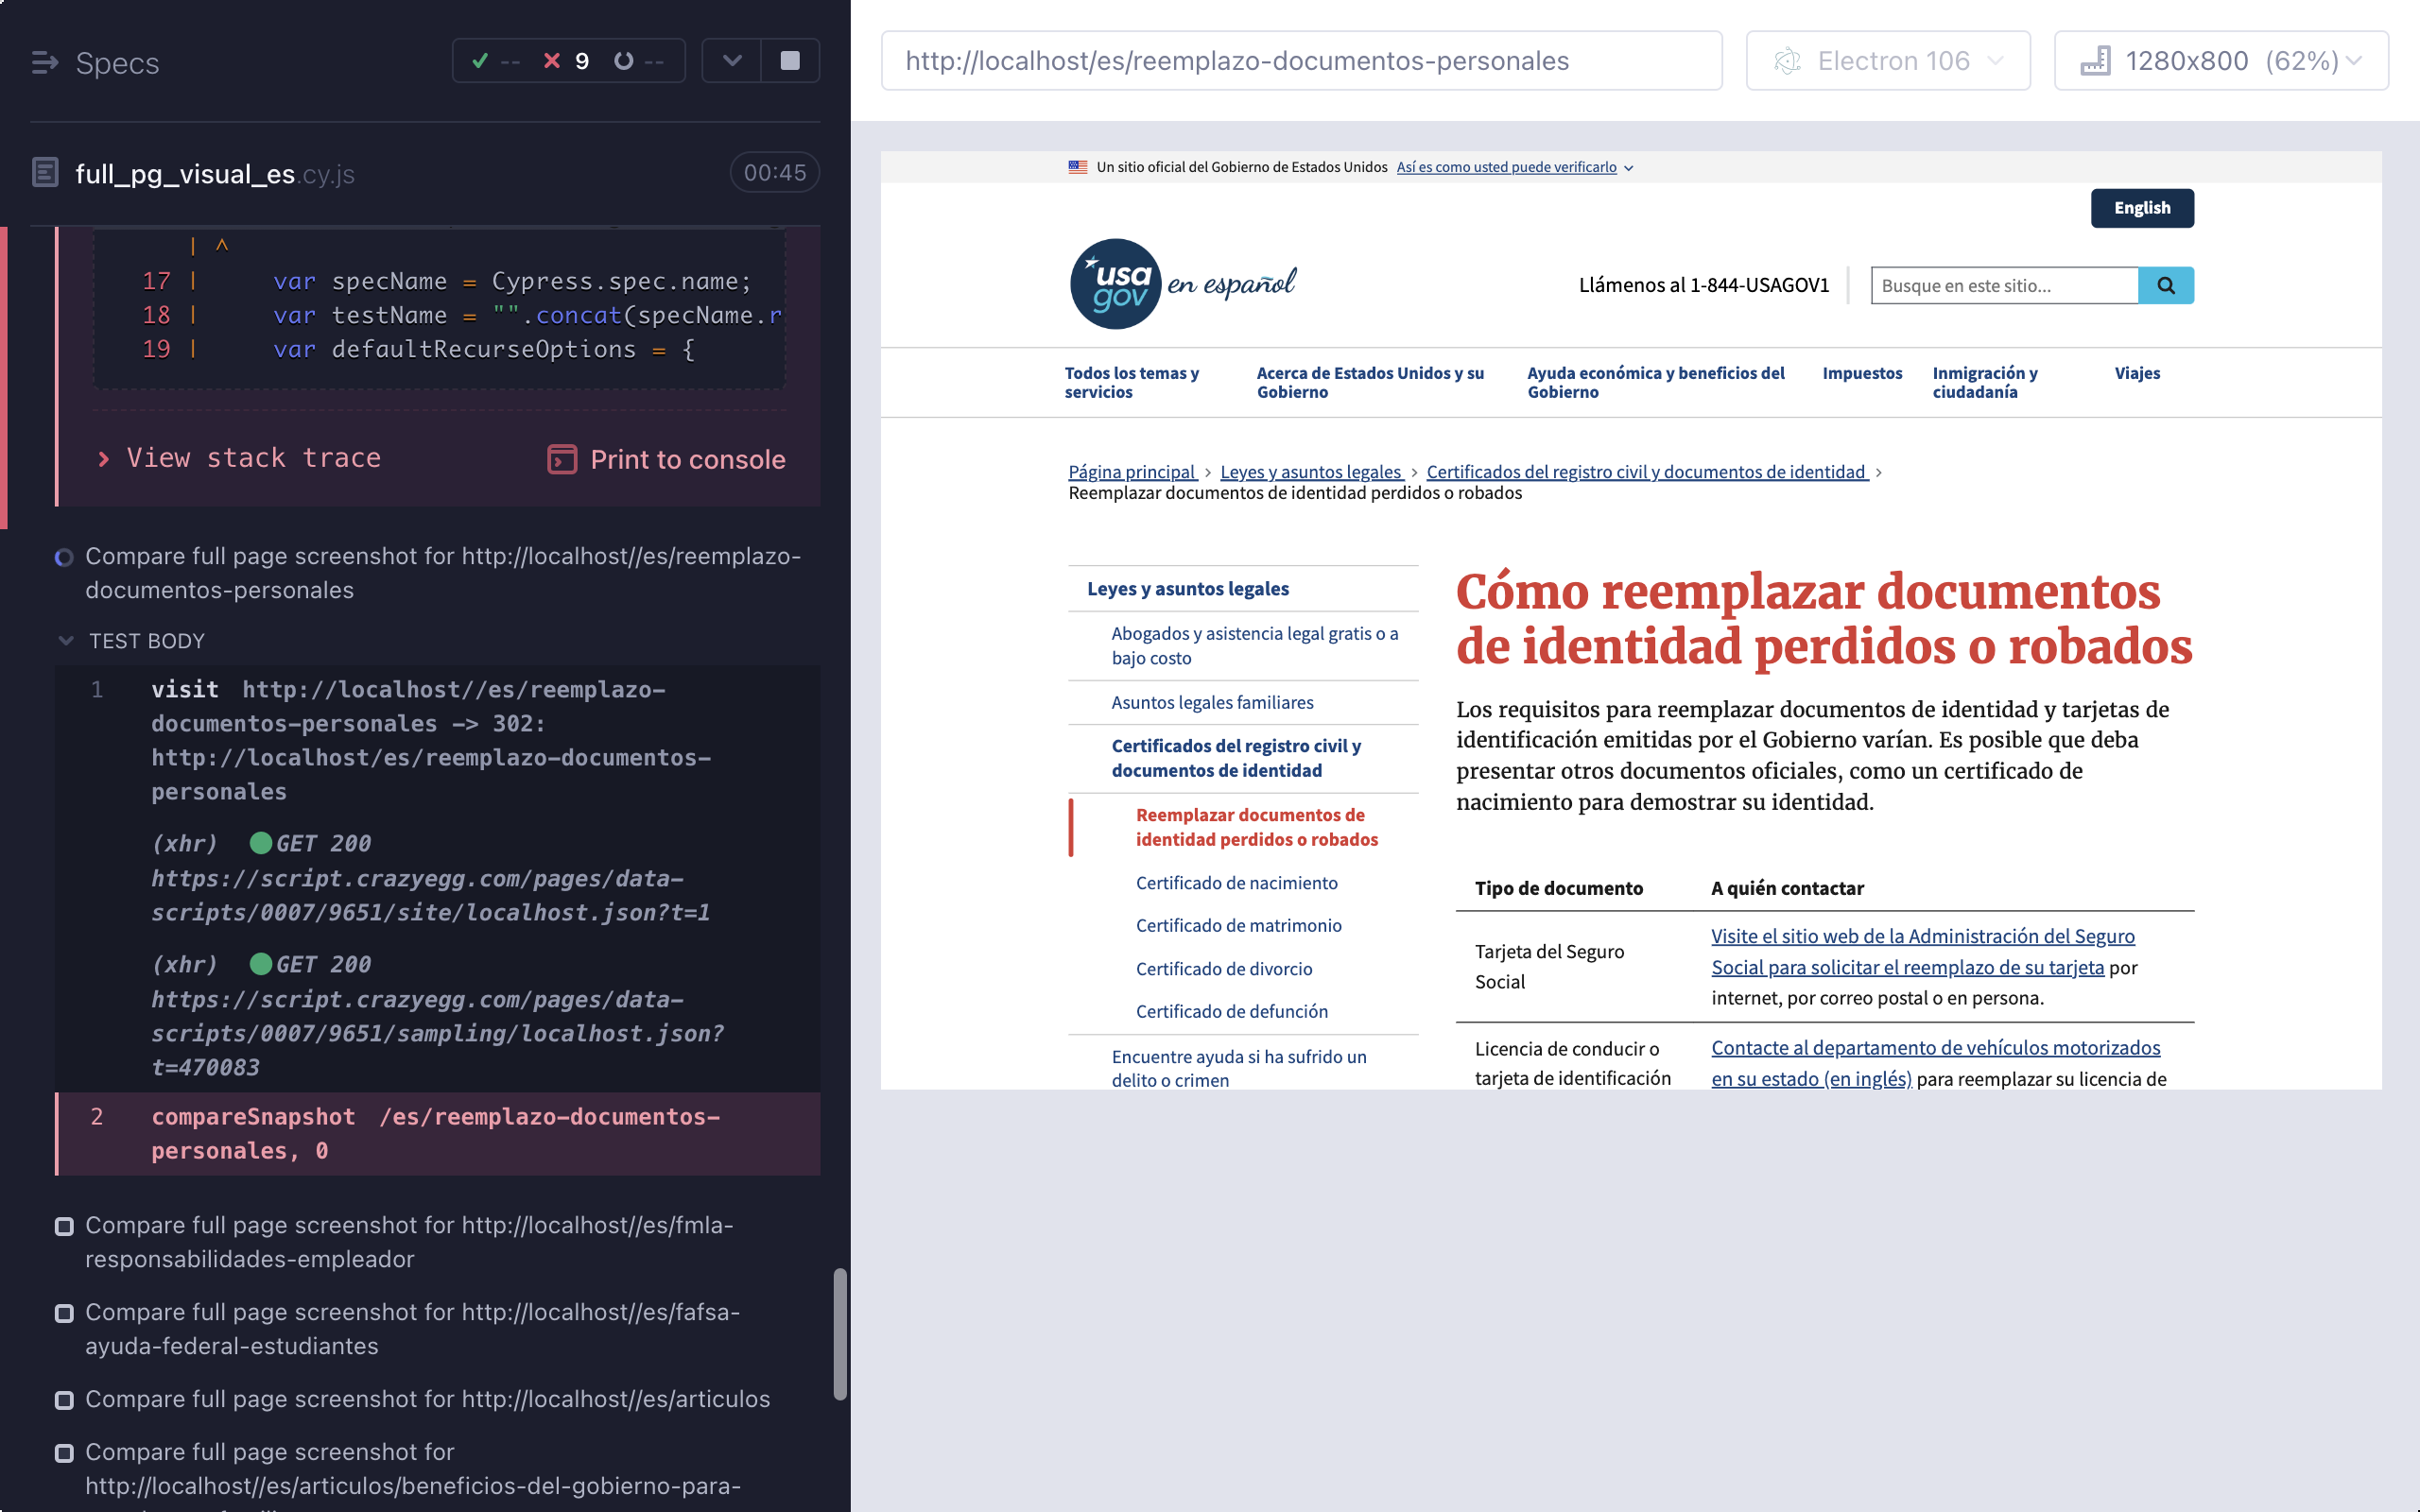 Specs
-- 9 --
full_pg_visual_es.cy.js
00:45
| ^
17 | var specName = Cypress.spec.name;
18 | var testName = "".concat(specName.r
19 | var defaultRecurseOptions = {
View stack trace
Print to console
Compare full page screenshot for http://localhost//es/reemplazo-
documentos-personales
TEST BODY
1 visit http://localhost//es/reemplazo-
documentos-personales -> 302:
http://localhost/es/reemplazo-documentos-
personales
(xhr) GET 200
https://script.crazyegg.com/pages/data-
scripts/0007/9651/site/localhost.json?t=1
(xhr) GET 200
https://script.crazyegg.com/pages/data-
scripts/0007/9651/sampling/localhost.json?
t=470083
2 compareSnapshot /es/reemplazo-documentos-
personales, 0
Compare full page screenshot for http://localhost//es/fmla-
responsabilidades-empleador
Compare full page screenshot for http://localhost//es/fafsa-
ayuda-federal-estudiantes
Compare full page screenshot for http://localhost//es/articulos
Compare full page screenshot for
http://localhost//es/articulos/beneficios-del-gobierno-para-
http://localhost/es/reemplazo-documentos-personales
Electron 106
1280x800 (62%)
Un sitio oficial del Gobierno de Estados Unidos Así es como usted puede verificarlo
English
usa
gov
en español
Llámenos al 1-844-USAGOV1
Busque en este sitio...
Todos los temas y
servicios
Acerca de Estados Unidos y su
Gobierno
Ayuda económica y beneficios del
Gobierno
Impuestos
Inmigración y
ciudadanía
Viajes
Página principal > Leyes y asuntos legales > Certificados del registro civil y documentos de identidad >
Reemplazar documentos de identidad perdidos o robados
Leyes y asuntos legales
Abogados y asistencia legal gratis o a
bajo costo
Asuntos legales familiares
Certificados del registro civil y
documentos de identidad
Reemplazar documentos de
identidad perdidos o robados
Certificado de nacimiento
Certificado de matrimonio
Certificado de divorcio
Certificado de defunción
Encuentre ayuda si ha sufrido un
delito o crimen
Cómo reemplazar documentos
de identidad perdidos o robados
Los requisitos para reemplazar documentos de identidad y tarjetas de
identificación emitidas por el Gobierno varían. Es posible que deba
presentar otros documentos oficiales, como un certificado de
nacimiento para demostrar su identidad.
Tipo de documento
A quién contactar
Tarjeta del Seguro
Social
Visite el sitio web de la Administración del Seguro
Social para solicitar el reemplazo de su tarjeta por
internet, por correo postal o en persona.
Licencia de conducir o
tarjeta de identificación
Contacte al departamento de vehículos motorizados
en su estado (en inglés) para reemplazar su licencia de